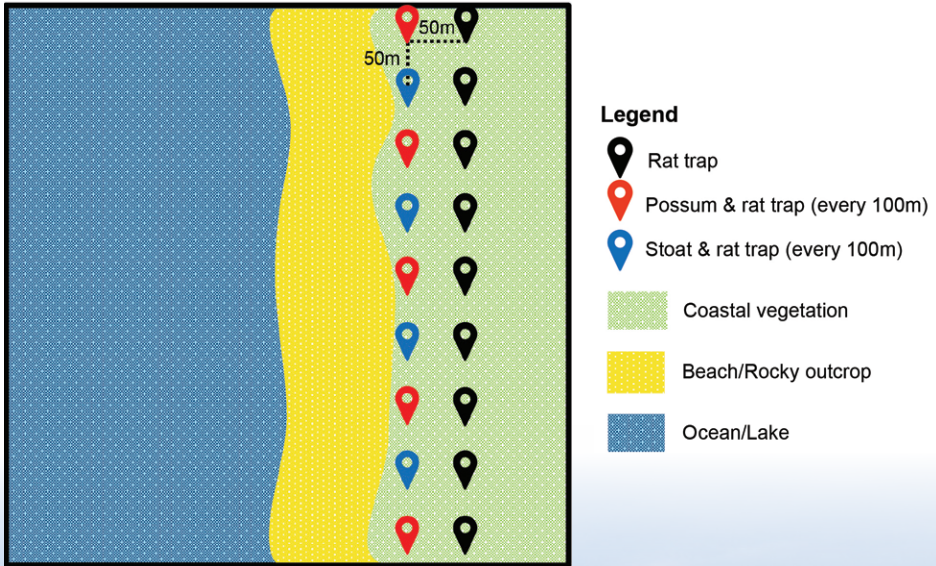 50m
50m
Legend
Rat trap
Possum & rat trap (every 100m)
Stoat & rat trap (every 100m)
Coastal vegetation
Beach/Rocky outcrop
Ocean/Lake